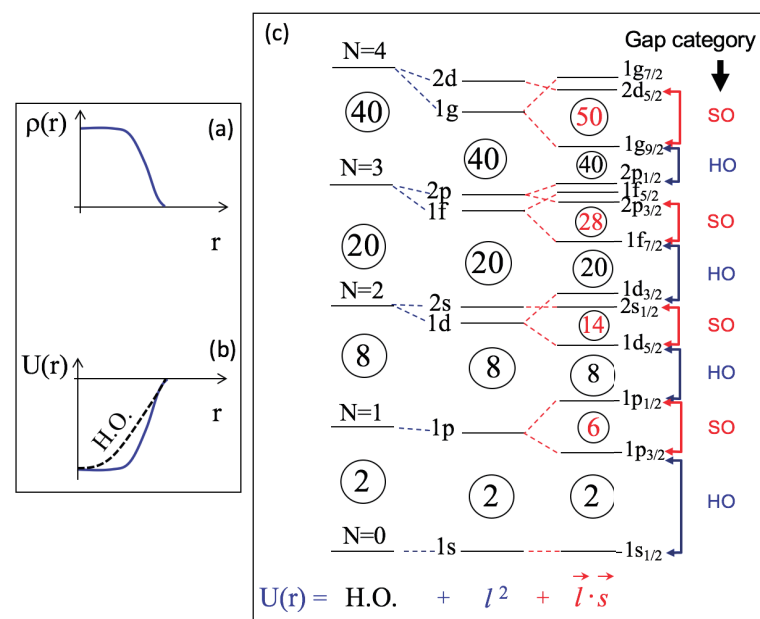 (a)
ρ(r)
r
(b)
U(r)
H.O.
r
(c)
Gap category
N=4
2d
1g
1g7/2
2d5/2
40
50
SO
1g9/2
40
40
HO
2p1/2
N=3
2p
1f
1f5/2
2p3/2
28
SO
1f7/2
20
20
20
HO
1d3/2
N=2
2s
1d
2s1/2
14
SO
1d5/2
8
8
8
HO
1p1/2
N=1
1p
6
SO
1p3/2
2
2
2
HO
N=0
1s
1s1/2
U(r) = H.O. + l² + l · s